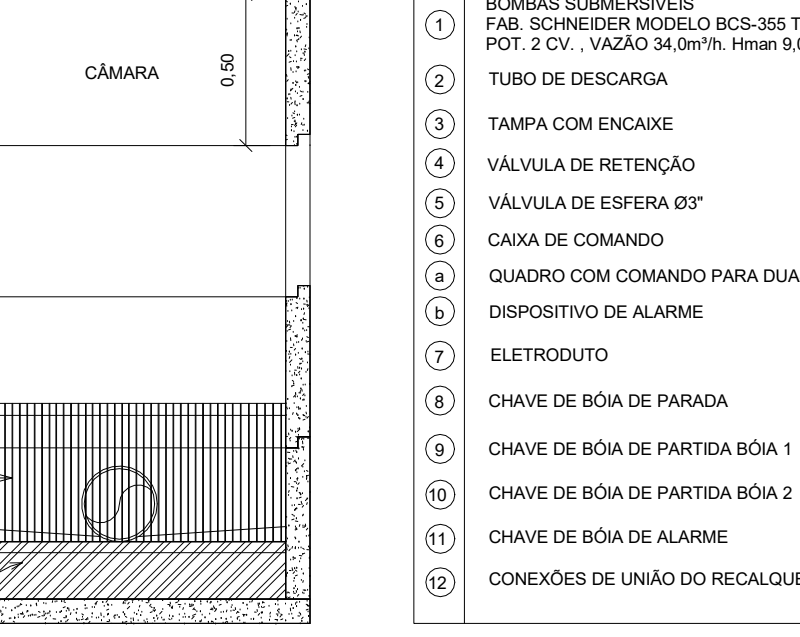 CÂMARA
0,50
BOMBAS SUBMERSÍVEIS
1 FAB. SCHNEIDER MODELO BCS-355 T
POT. 2 CV. , VAZÃO 34,0m³/h. Hman 9,0
2 TUBO DE DESCARGA
3 TAMPA COM ENCAIXE
4 VÁLVULA DE RETENÇÃO
5 VÁLVULA DE ESFERA Ø3"
6 CAIXA DE COMANDO
a QUADRO COM COMANDO PARA DUA
b DISPOSITIVO DE ALARME
7 ELETRODUTO
8 CHAVE DE BÓIA DE PARADA
9 CHAVE DE BÓIA DE PARTIDA BÓIA 1
10 CHAVE DE BÓIA DE PARTIDA BÓIA 2
11 CHAVE DE BÓIA DE ALARME
12 CONEXÕES DE UNIÃO DO RECALQUE